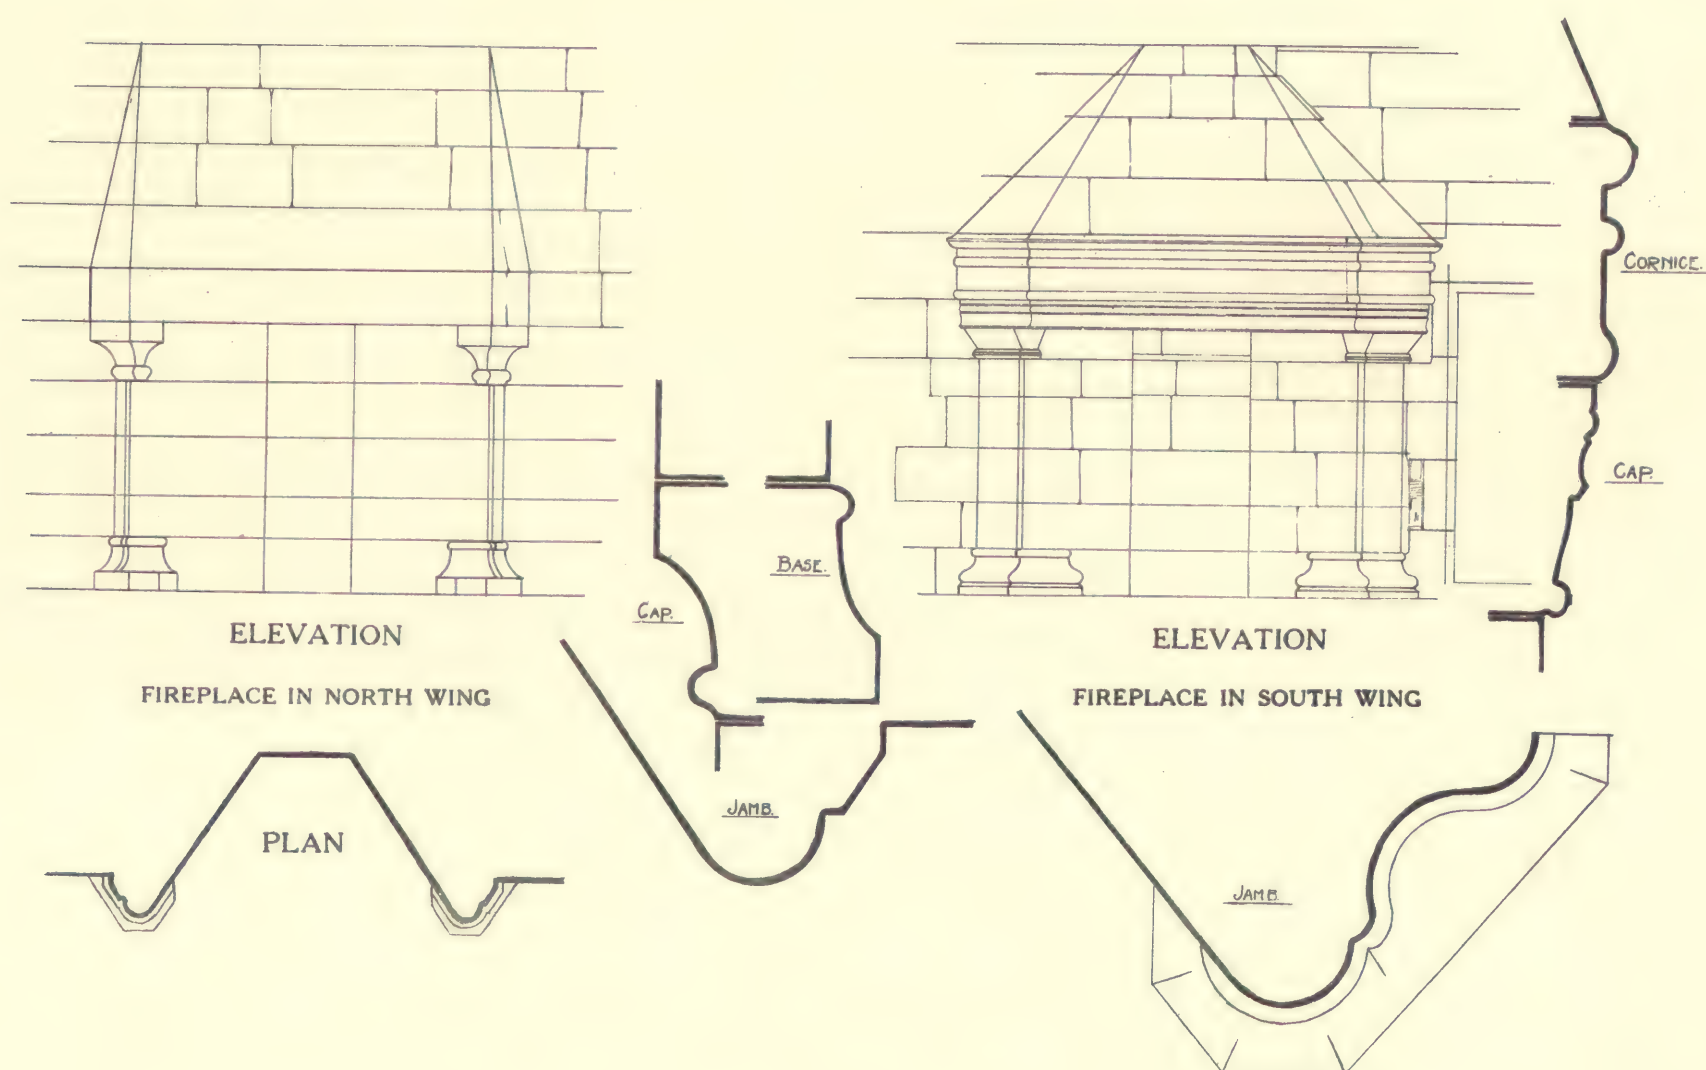 CORNICE.
CAP.
BASE.
CAP.
ELEVATION
FIREPLACE IN NORTH WING
ELEVATION
FIREPLACE IN SOUTH WING
JAMB.
PLAN
JAMB